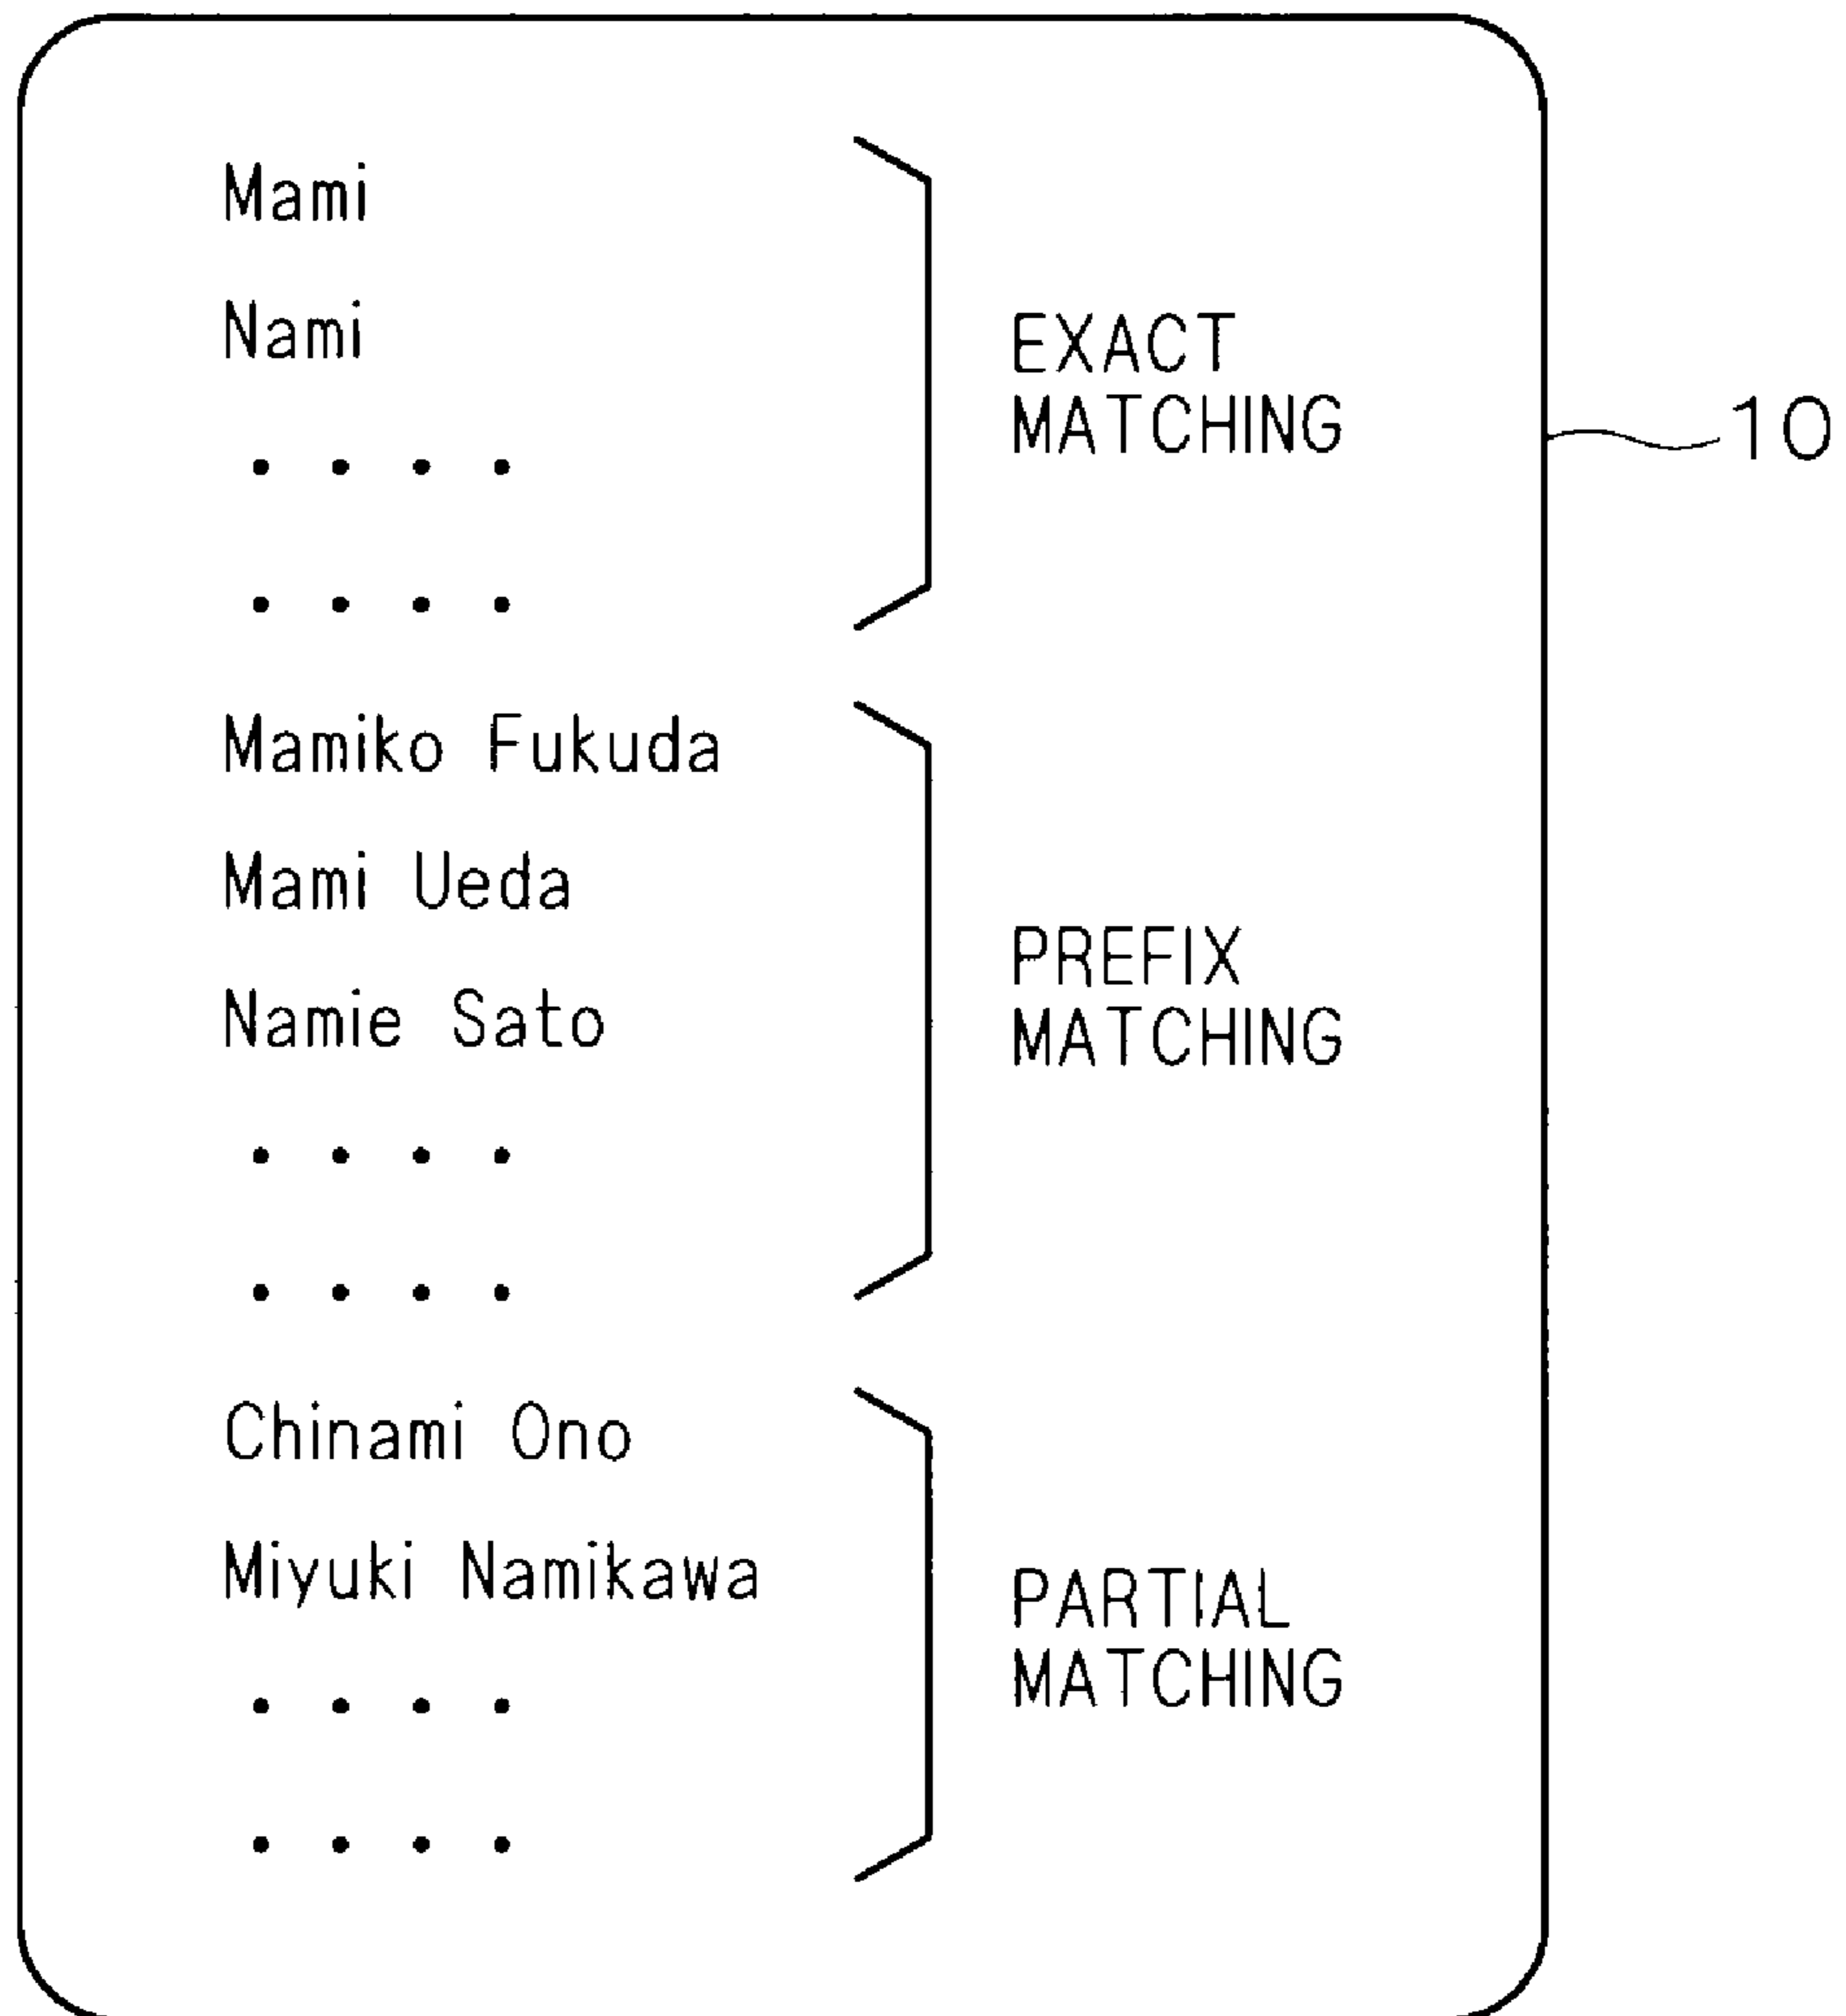 Mami
Nami
EXACT
MATCHING
10
. . . .
. . . .
Mamiko Fukuda
Mami Ueda
Namie Sato
PREFIX
MATCHING
. . . .
. . . .
Chinami Ono
Miyuki Namikawa
PARTIAL
MATCHING
. . . .
. . . .